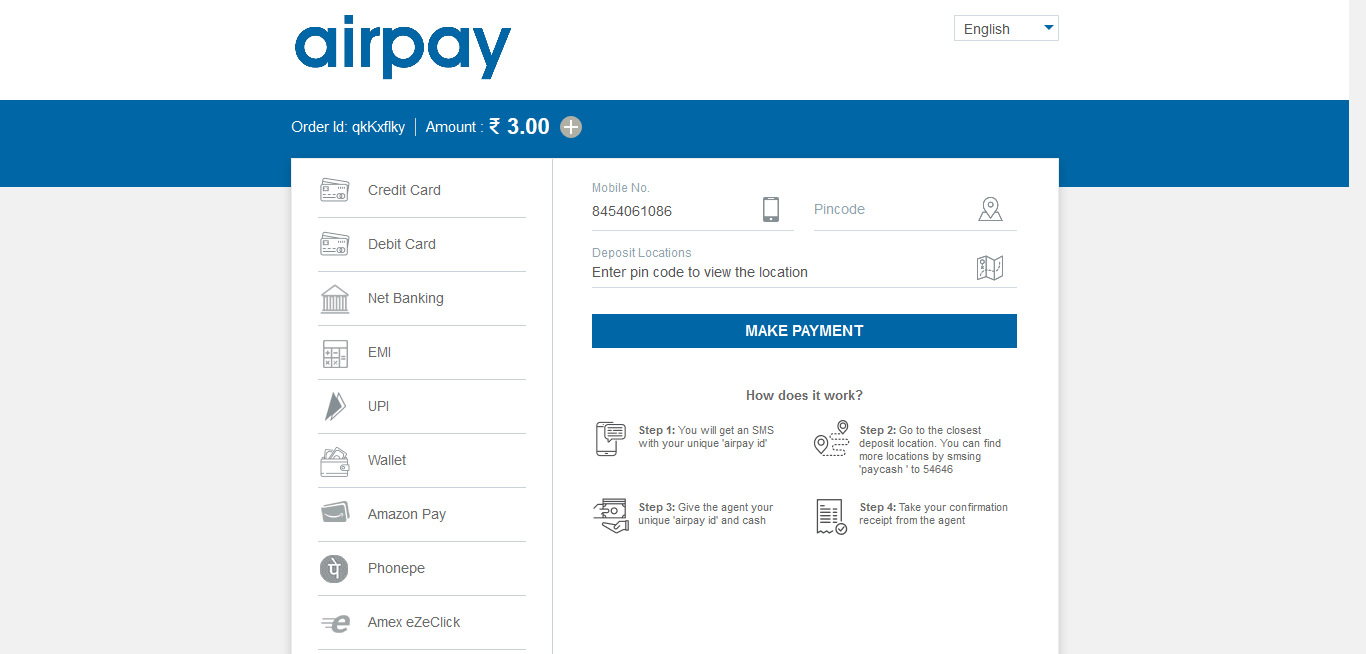 airpay
English
Order Id: qkKxflky
Amount : ₹ 3.00
Credit Card
Debit Card
Net Banking
EMI
UPI
Wallet
Amazon Pay
पे
Phonepe
Amex eZeClick
Mobile No.
8454061086
Pincode
Deposit Locations
Enter pin code to view the location
MAKE PAYMENT
How does it work?
Step 1: You will get an SMS
with your unique 'airpay id'
Step 2: Go to the closest
deposit location. You can find
more locations by smsing
'paycash ' to 54646
Step 3: Give the agent your
unique 'airpay id' and cash
Step 4: Take your confirmation
receipt from the agent